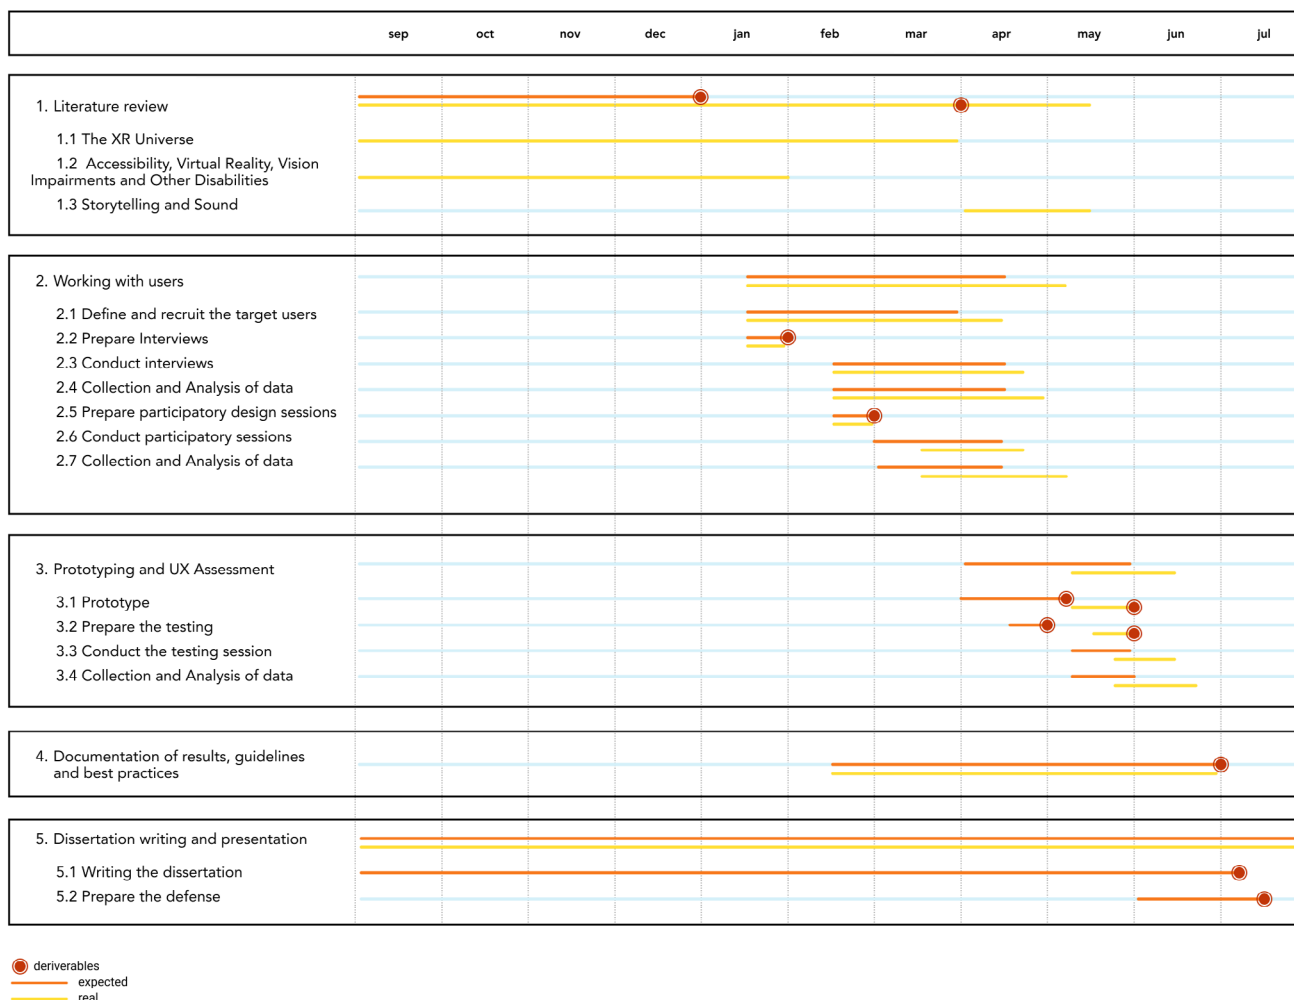 sep oct nov dec jan feb mar apr may jun jul
1. Literature review
1.1 The XR Universe
1.2 Accessibility, Virtual Reality, Vision
Impairments and Other Disabilities
1.3 Storytelling and Sound
2. Working with users
2.1 Define and recruit the target users
2.2 Prepare Interviews
2.3 Conduct interviews
2.4 Collection and Analysis of data
2.5 Prepare participatory design sessions
2.6 Conduct participatory sessions
2.7 Collection and Analysis of data
3. Prototyping and UX Assessment
3.1 Prototype
3.2 Prepare the testing
3.3 Conduct the testing session
3.4 Collection and Analysis of data
4. Documentation of results, guidelines
and best practices
5. Dissertation writing and presentation
5.1 Writing the dissertation
5.2 Prepare the defense
deriverables
expected
real